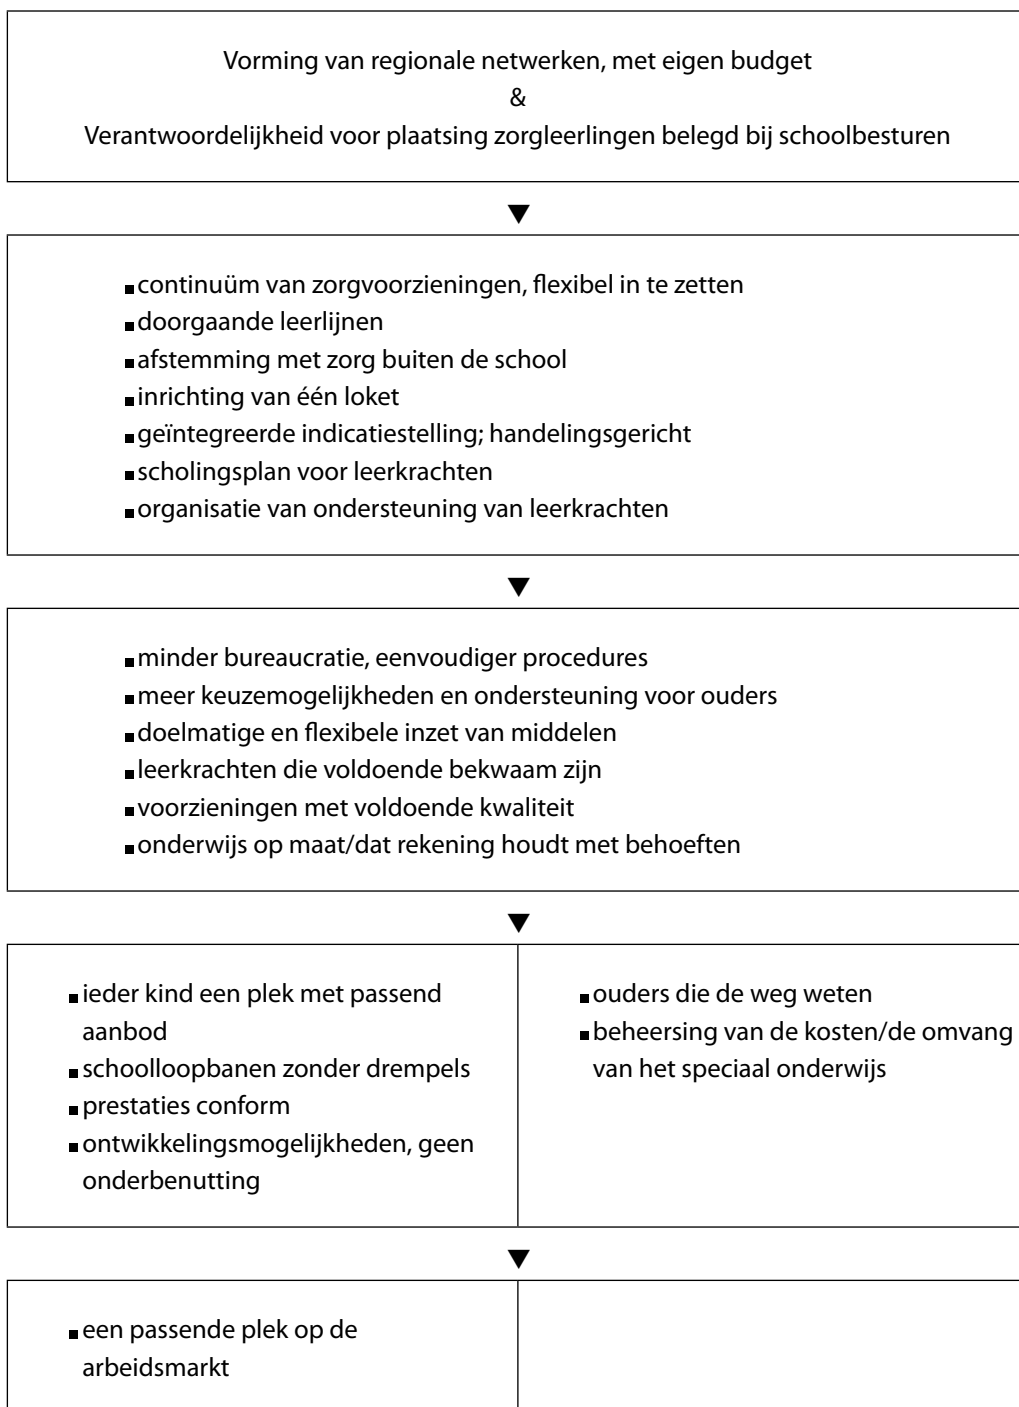 Vorming van regionale netwerken, met eigen budget
&
Verantwoordelijkheid voor plaatsing zorgleerlingen belegd bij schoolbesturen
▼
■ continuüm van zorgvoorzieningen, flexibel in te zetten
■ doorgaande leerlijnen
■ afstemming met zorg buiten de school
■ inrichting van één loket
■ geïntegreerde indicatiestelling; handelingsgericht
■ scholingsplan voor leerkrachten
■ organisatie van ondersteuning van leerkrachten
▼
■ minder bureaucratie, eenvoudiger procedures
■ meer keuzemogelijkheden en ondersteuning voor ouders
■ doelmatige en flexibele inzet van middelen
■ leerkrachten die voldoende bekwaam zijn
■ voorzieningen met voldoende kwaliteit
■ onderwijs op maat/dat rekening houdt met behoeften
▼
■ ieder kind een plek met passend
aanbod
■ schoolloopbanen zonder drempels
■ prestaties conform
■ ontwikkelingsmogelijkheden, geen
onderbenutting
■ ouders die de weg weten
■ beheersing van de kosten/de omvang
van het speciaal onderwijs
▼
■ een passende plek op de
arbeidsmarkt